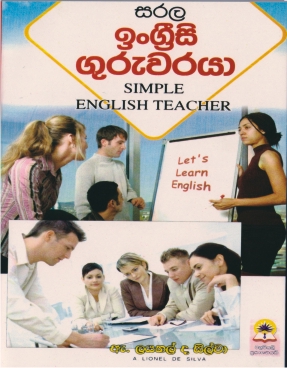 සරල
ඉංග්‍රීසි
ගුරුවරයා
SIMPLE
ENGLISH TEACHER
Let's
Learn
English
ඒ. ලයනල් ද සිල්වා
A. LIONEL DE SILVA